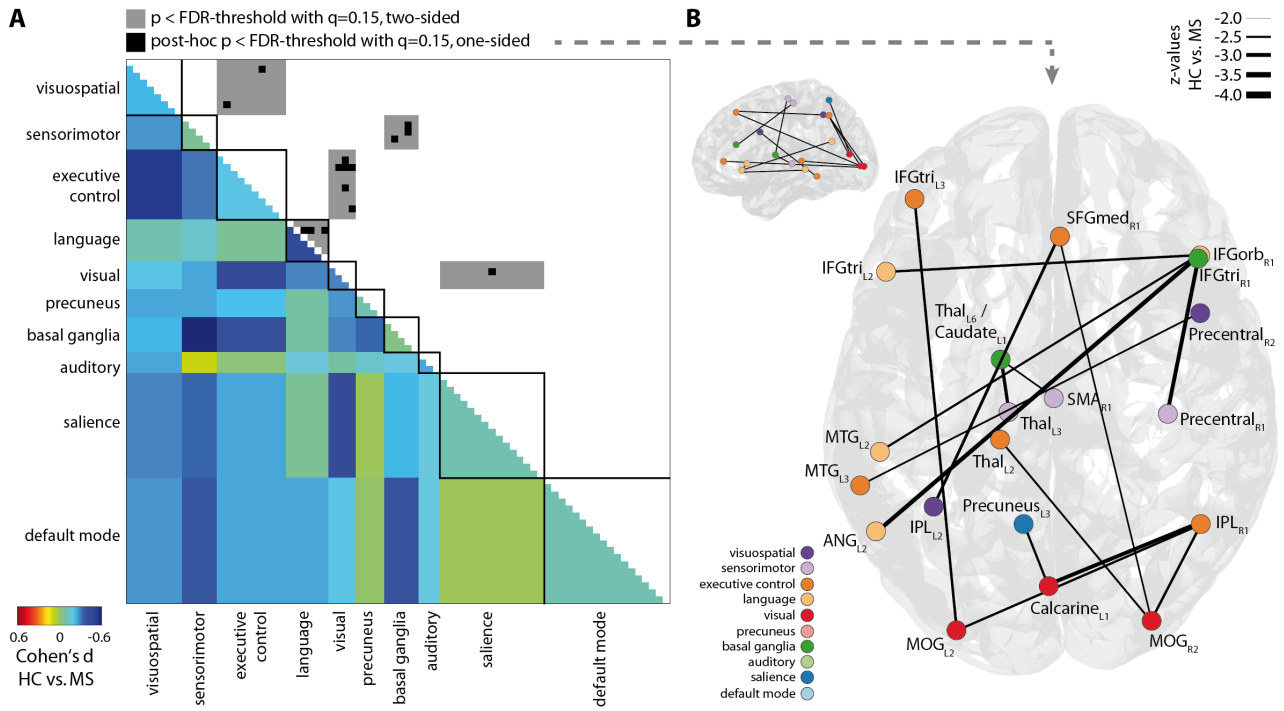 A
p < FDR-threshold with q=0.15, two-sided
post-hoc p < FDR-threshold with q=0.15, one-sided
visuospatial
sensorimotor
executive
control
language
visual
precuneus
basal ganglia
auditory
salience
default mode
visuospatial
sensorimotor
executive
control
language
visual
precuneus
basal ganglia
auditory
salience
default mode
0.6 0 -0.6
Cohen's d
HC vs. MS
B
z-values
HC vs. MS
-2.0
-2.5
-3.0
-3.5
-4.0
IFGtriL3
SFGmedR1
IFGorbR1
IFGtriL2
IFGtriR1
ThalL6 /
CaudateL1
PrecentralR2
SMAR1
ThalL3
PrecentralR1
MTGL2
ThalL2
MTGL3
PrecuneusL3
IPLL2
IPLR1
ANGL2
CalcarineL1
MOGL2
MOGR2
visuospatial
sensorimotor
executive control
language
visual
precuneus
basal ganglia
auditory
salience
default mode